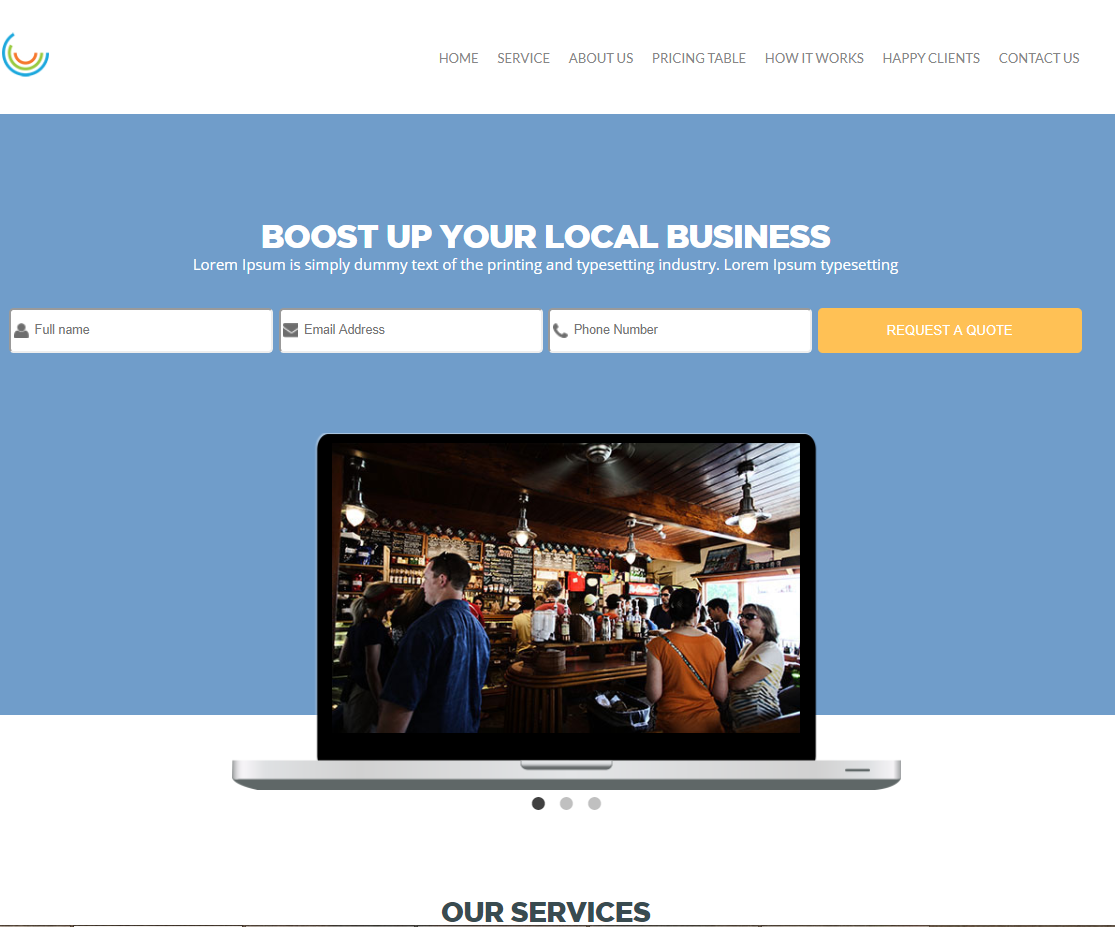 HOME SERVICE ABOUT US PRICING TABLE HOW IT WORKS HAPPY CLIENTS CONTACT US
BOOST UP YOUR LOCAL BUSINESS
Lorem Ipsum is simply dummy text of the printing and typesetting industry. Lorem Ipsum typesetting
Full name Email Address Phone Number REQUEST A QUOTE
OUR SERVICES